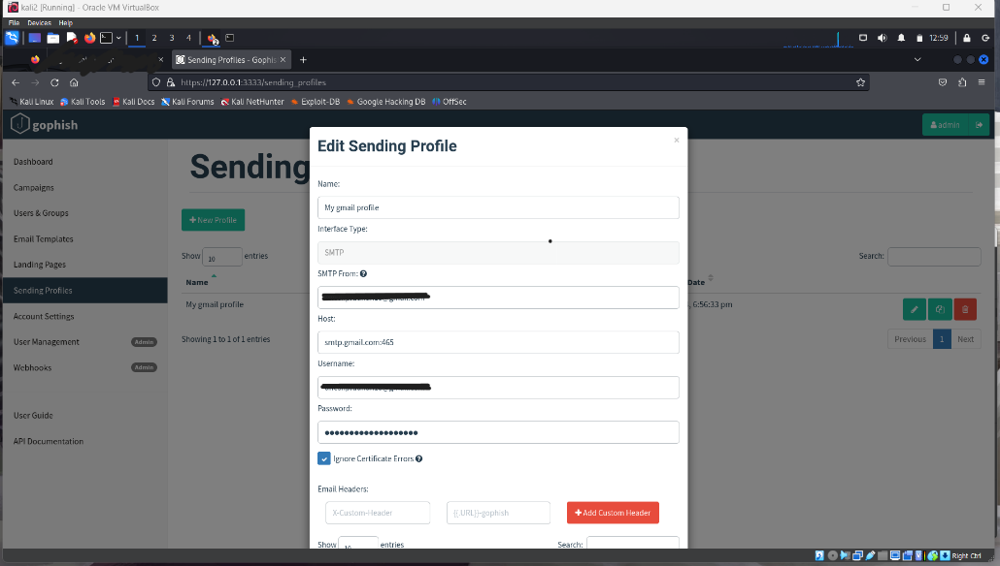 kali2 [Running] - Oracle VM VirtualBox
File Devices Help
1 2 3 4 2 12:59
Sending Profiles - Gophis
https://127.0.0.1:3333/sending_profiles
Kali Linux Kali Tools Kali Docs Kali Forums Kali NetHunter Exploit-DB Google Hacking DB OffSec
gophish admin
Dashboard
Campaigns
Users & Groups
Email Templates
Landing Pages
Sending Profiles
Account Settings
User Management Admin
Webhooks Admin
User Guide
API Documentation
Sending
New Profile
Show 10 entries
Search:
Name
Date
My gmail profile
, 6:56:33 pm
Showing 1 to 1 of 1 entries
Previous 1 Next
Edit Sending Profile
×
Name:
My gmail profile
Interface Type:
SMTP
SMTP From:
Host:
smtp.gmail.com:465
Username:
Password:
Ignore Certificate Errors
Email Headers:
X-Custom-Header {{.URL}}-gophish Add Custom Header
Show 10 entries Search:
Right Ctrl